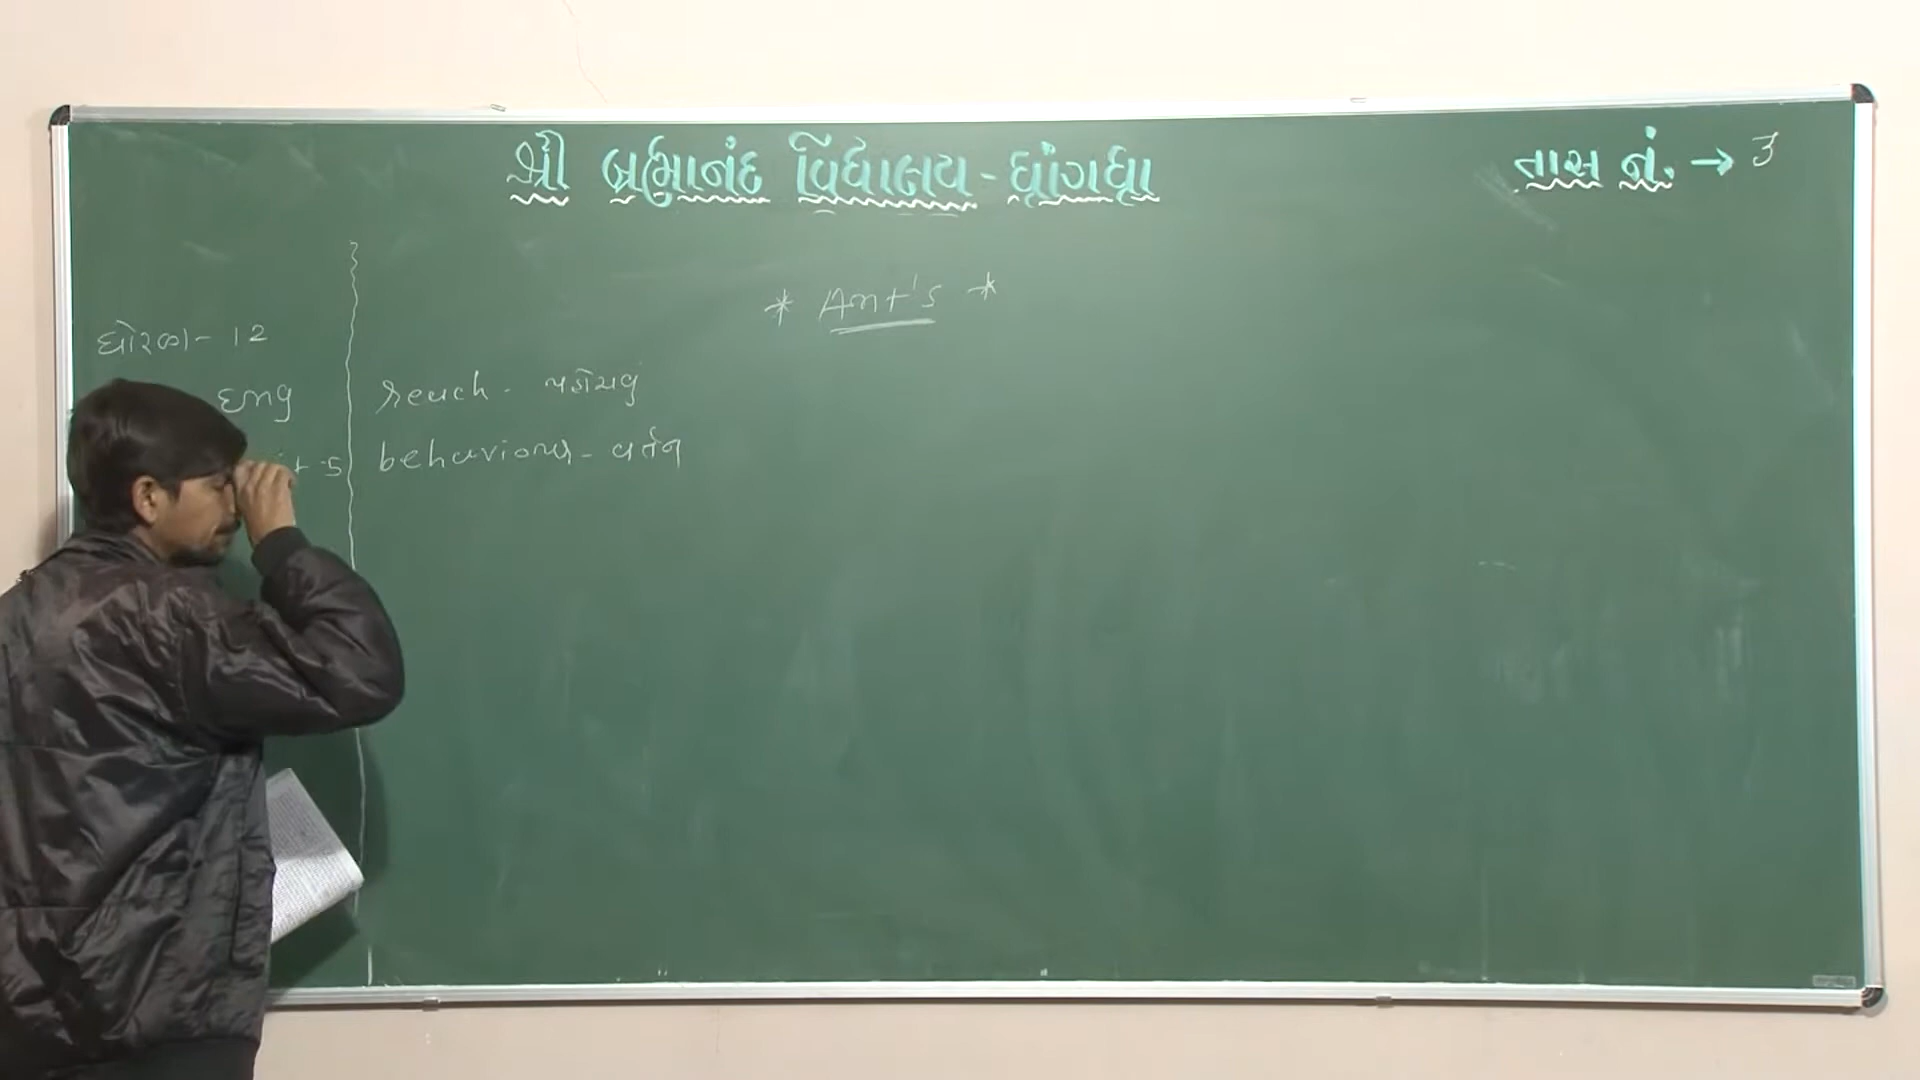 શ્રી બ્રહ્માનંદ વિદ્યાલય - ધ્રાંગધ્રા
તાસ નં. → 3
* Ant's *
ધોરણ - 12
Eng
reach - પહોંચવું
behaviour - વર્તન